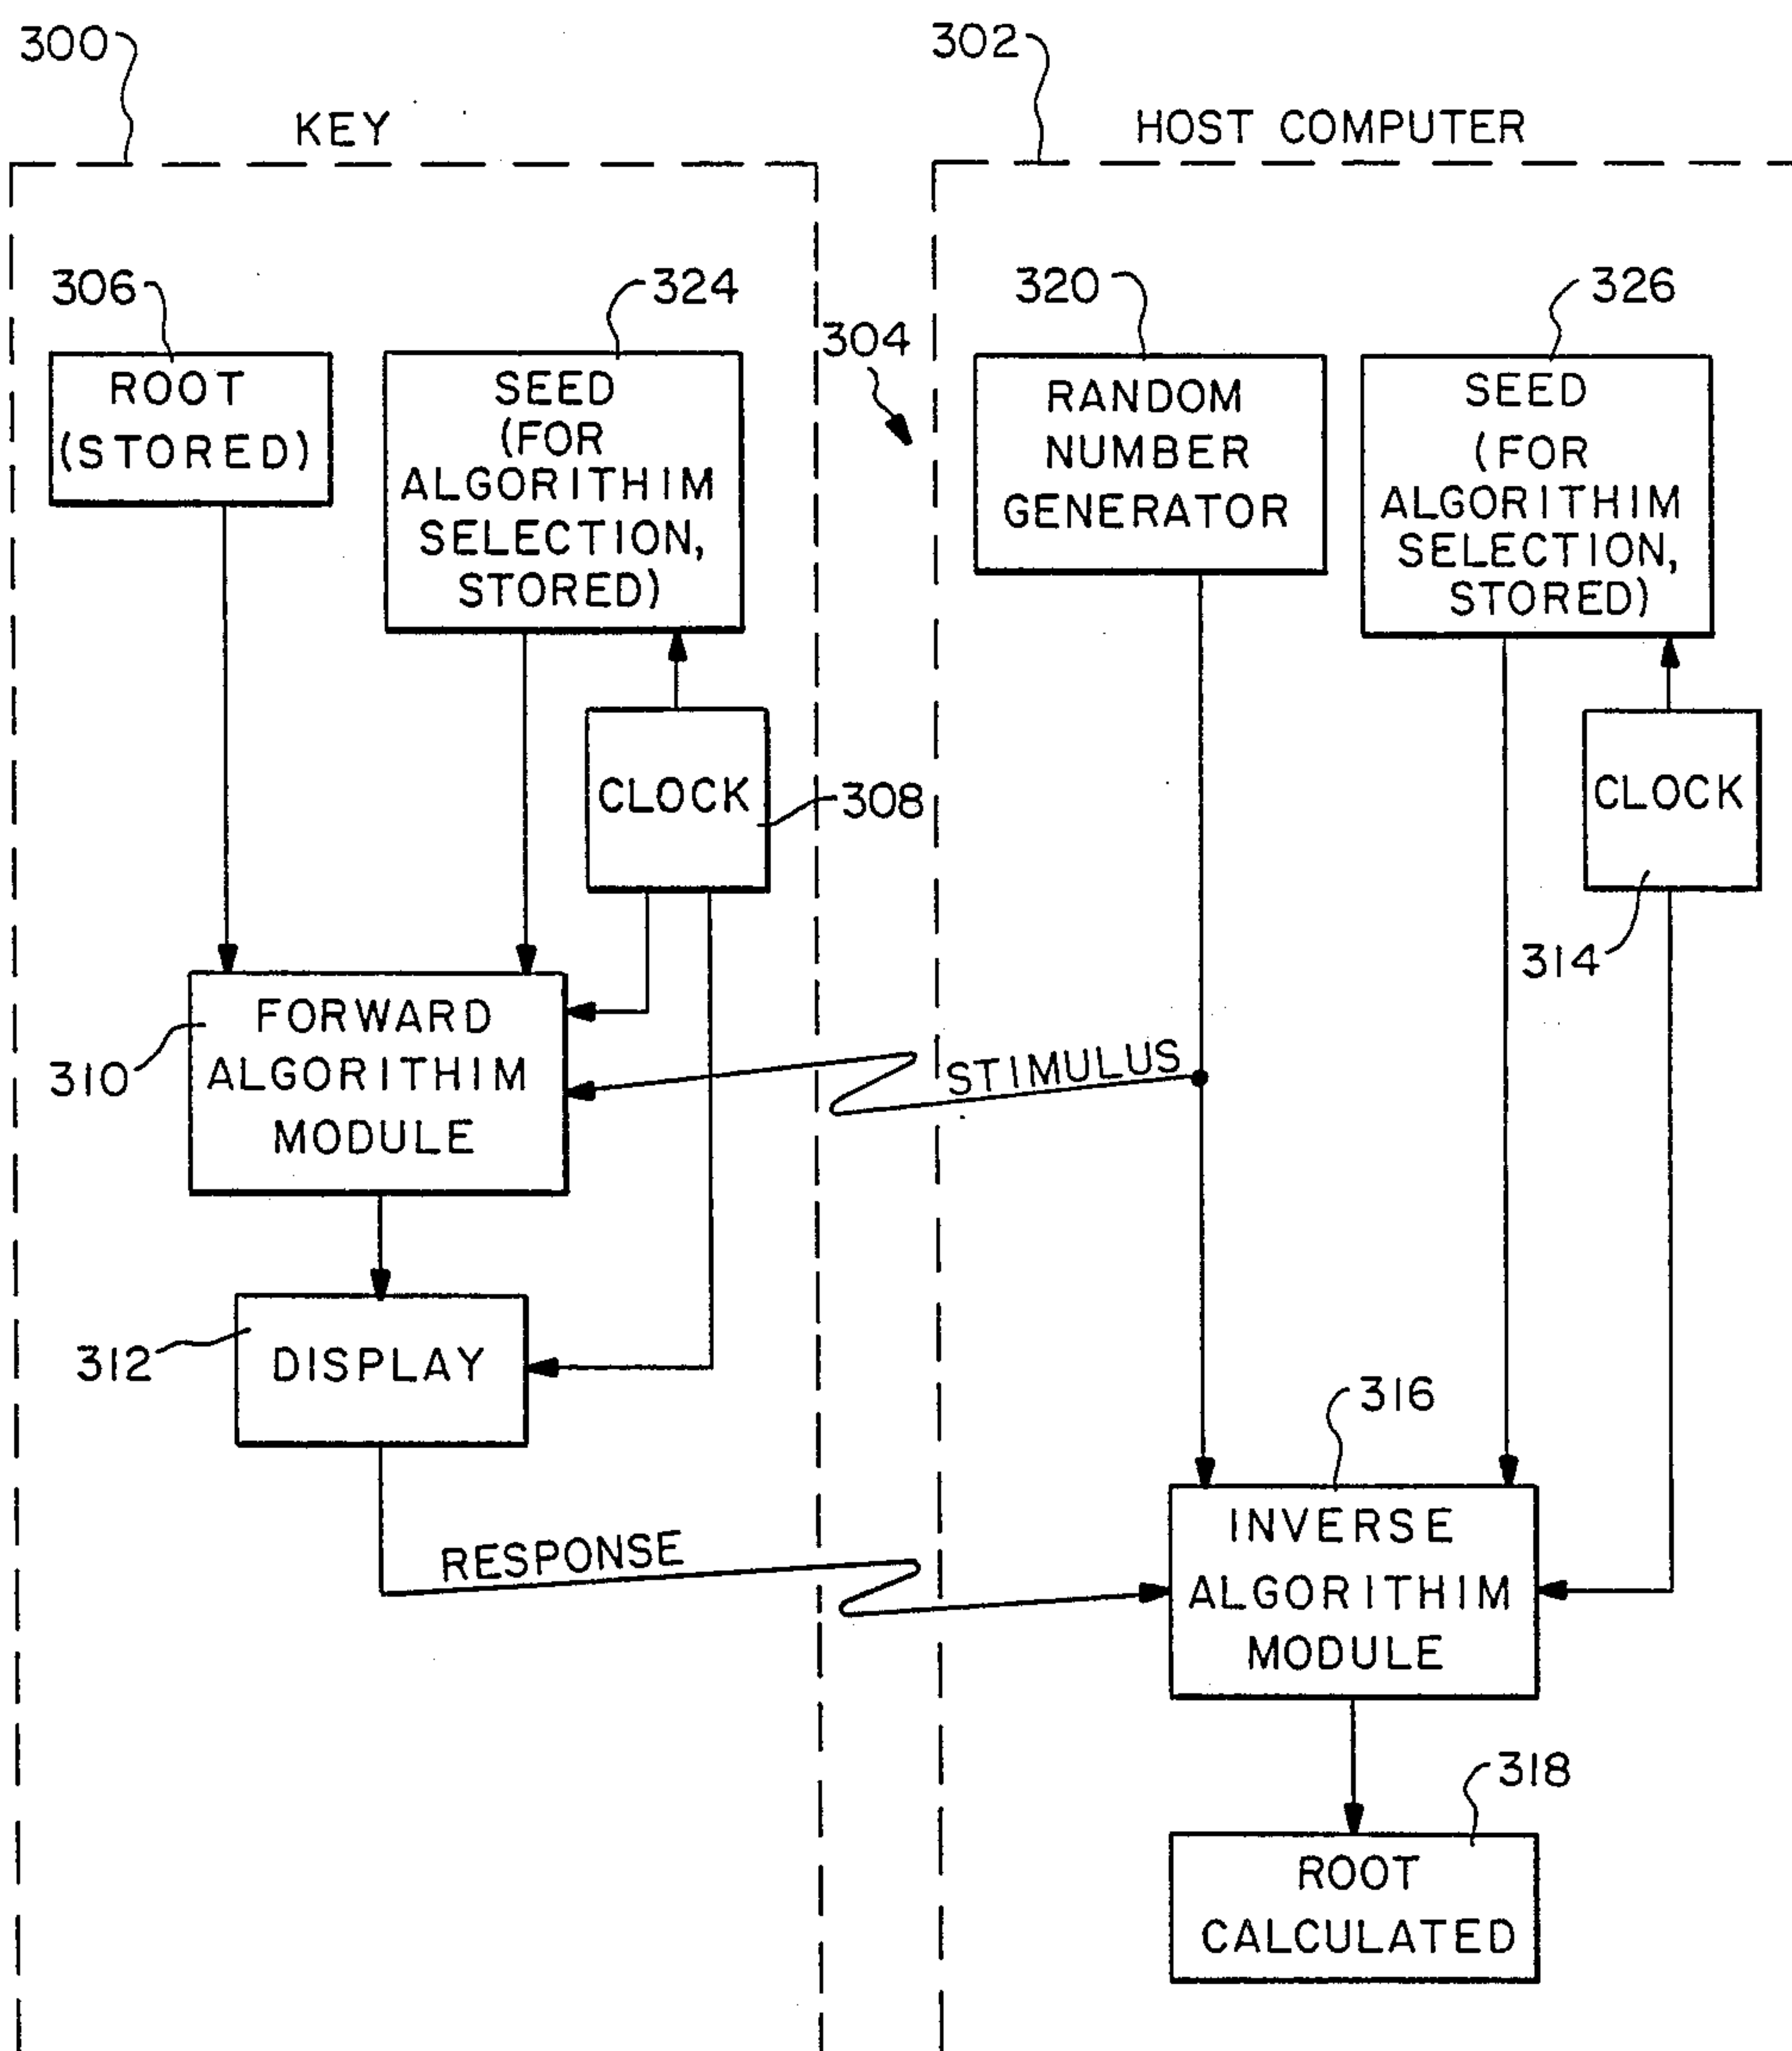 300
302
KEY
HOST COMPUTER
306
324
304
320
326
ROOT
(STORED)
SEED
(FOR
ALGORITHIM
SELECTION,
STORED)
RANDOM
NUMBER
GENERATOR
SEED
(FOR
ALGORITHIM
SELECTION,
STORED)
CLOCK
308
CLOCK
314
310
FORWARD
ALGORITHIM
MODULE
STIMULUS
312
DISPLAY
316
RESPONSE
INVERSE
ALGORITHIM
MODULE
318
ROOT
CALCULATED